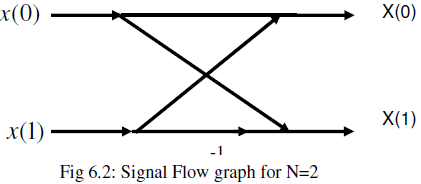 x(0) X(0)
x(1) X(1)
-1
Fig 6.2: Signal Flow graph for N=2